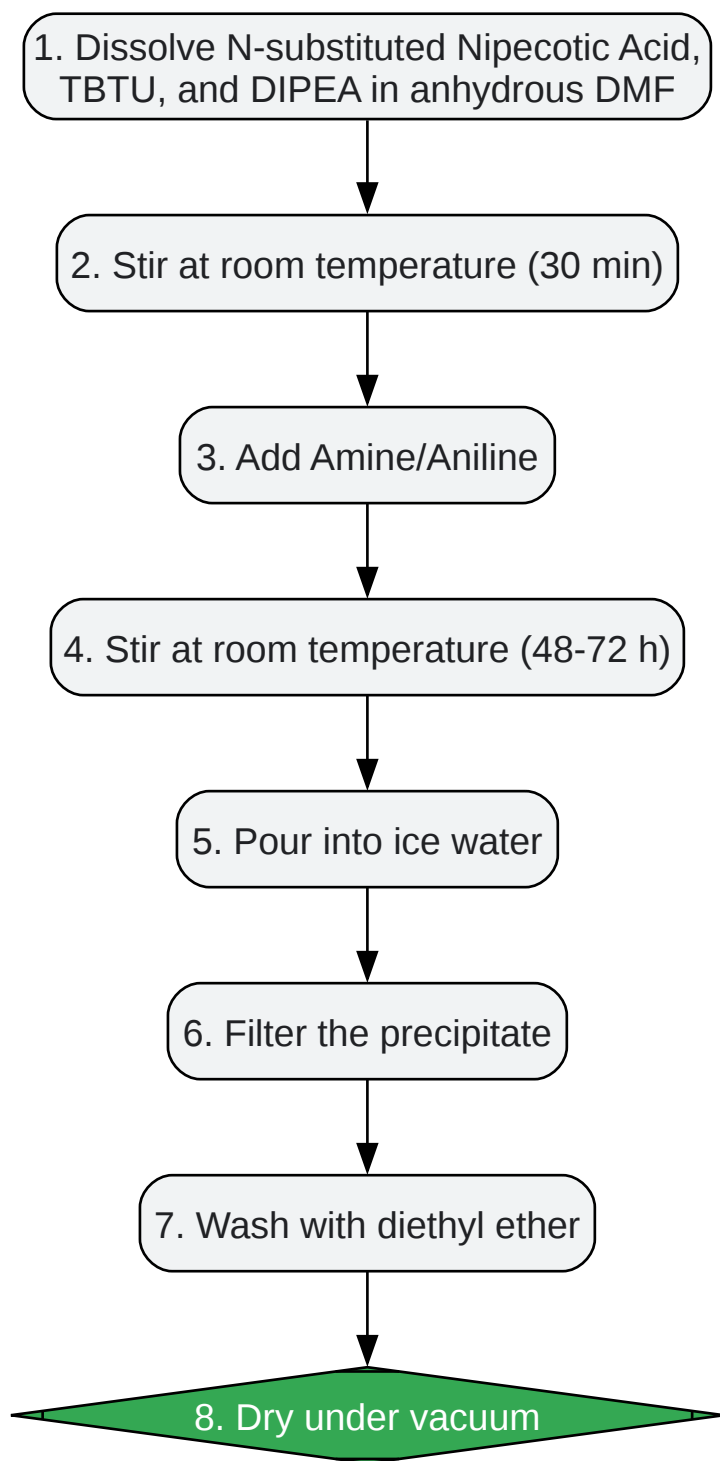 1. Dissolve N-substituted Nipecotic Acid,
TBTU, and DIPEA in anhydrous DMF
2. Stir at room temperature (30 min)
3. Add Amine/Aniline
4. Stir at room temperature (48-72 h)
5. Pour into ice water
6. Filter the precipitate
7. Wash with diethyl ether
8. Dry under vacuum